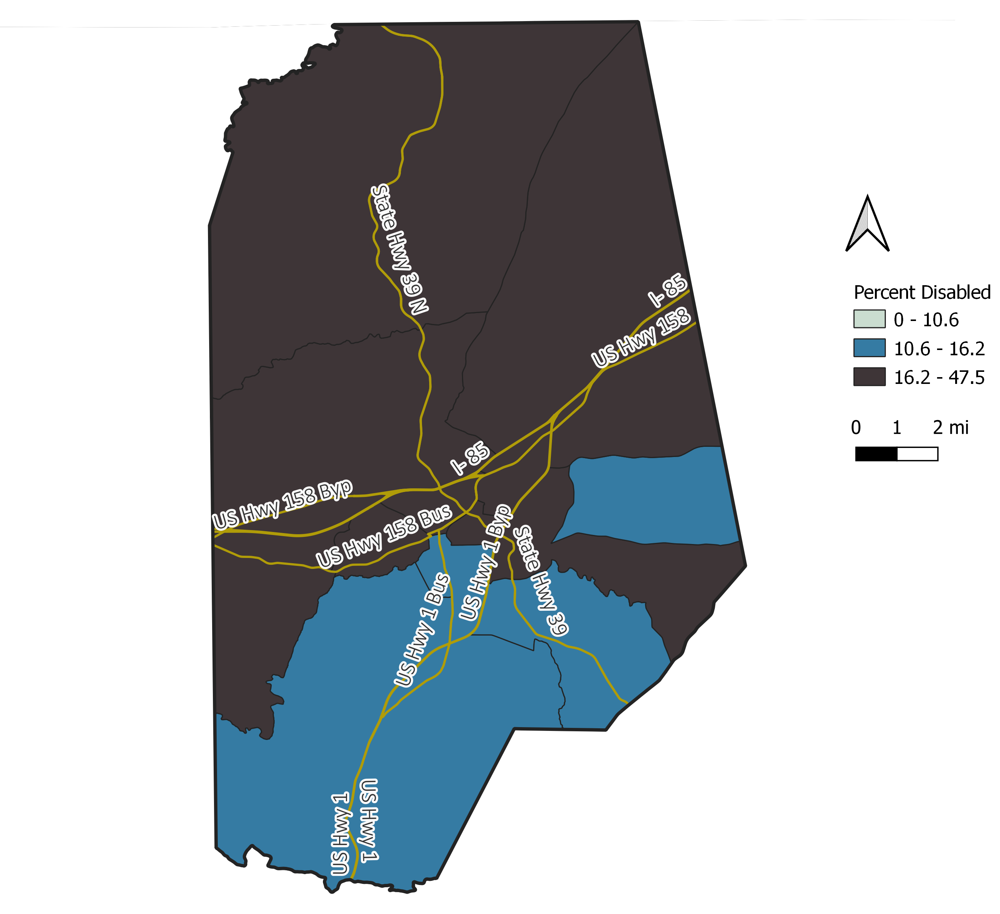 State Hwy 39 N
I- 85
US Hwy 158
Percent Disabled
0 - 10.6
10.6 - 16.2
16.2 - 47.5
0 1 2 mi
I- 85
US Hwy 158 Byp
US Hwy 158 Bus
US Hwy 1 Byp
State Hwy 39
US Hwy 1 Bus
US Hwy 1
US Hwy 1